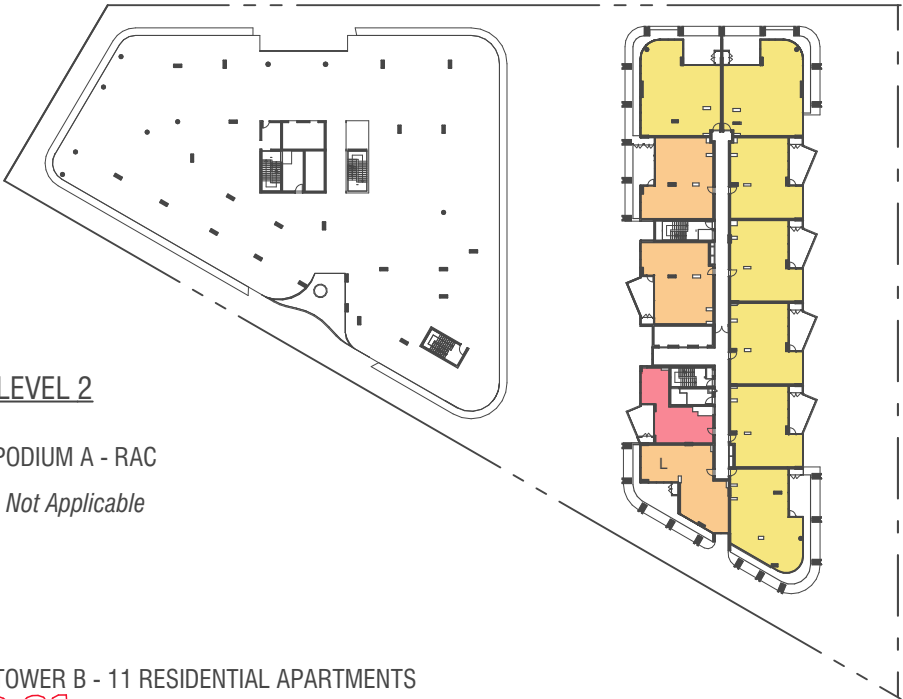 L
LEVEL 2
PODIUM A - RAC
Not Applicable
TOWER B - 11 RESIDENTIAL APARTMENTS